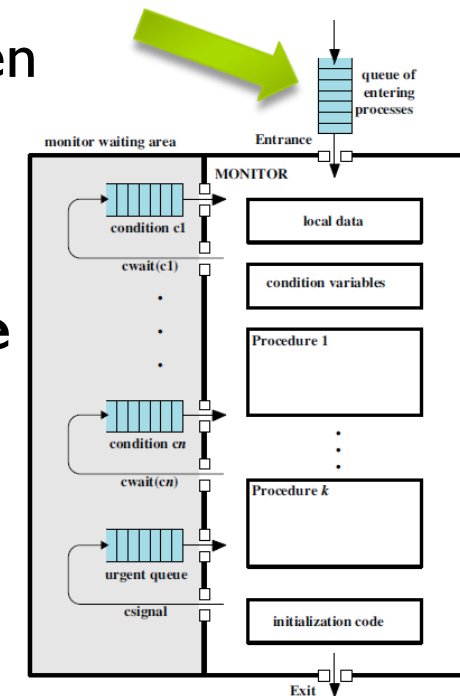 en
e
queue of
entering
processes
Entrance
monitor waiting area
MONITOR
condition c1
cwait(c1)
local data
condition variables
Procedure 1
condition cn
cwait(cn)
Procedure k
urgent queue
csignal
initialization code
Exit